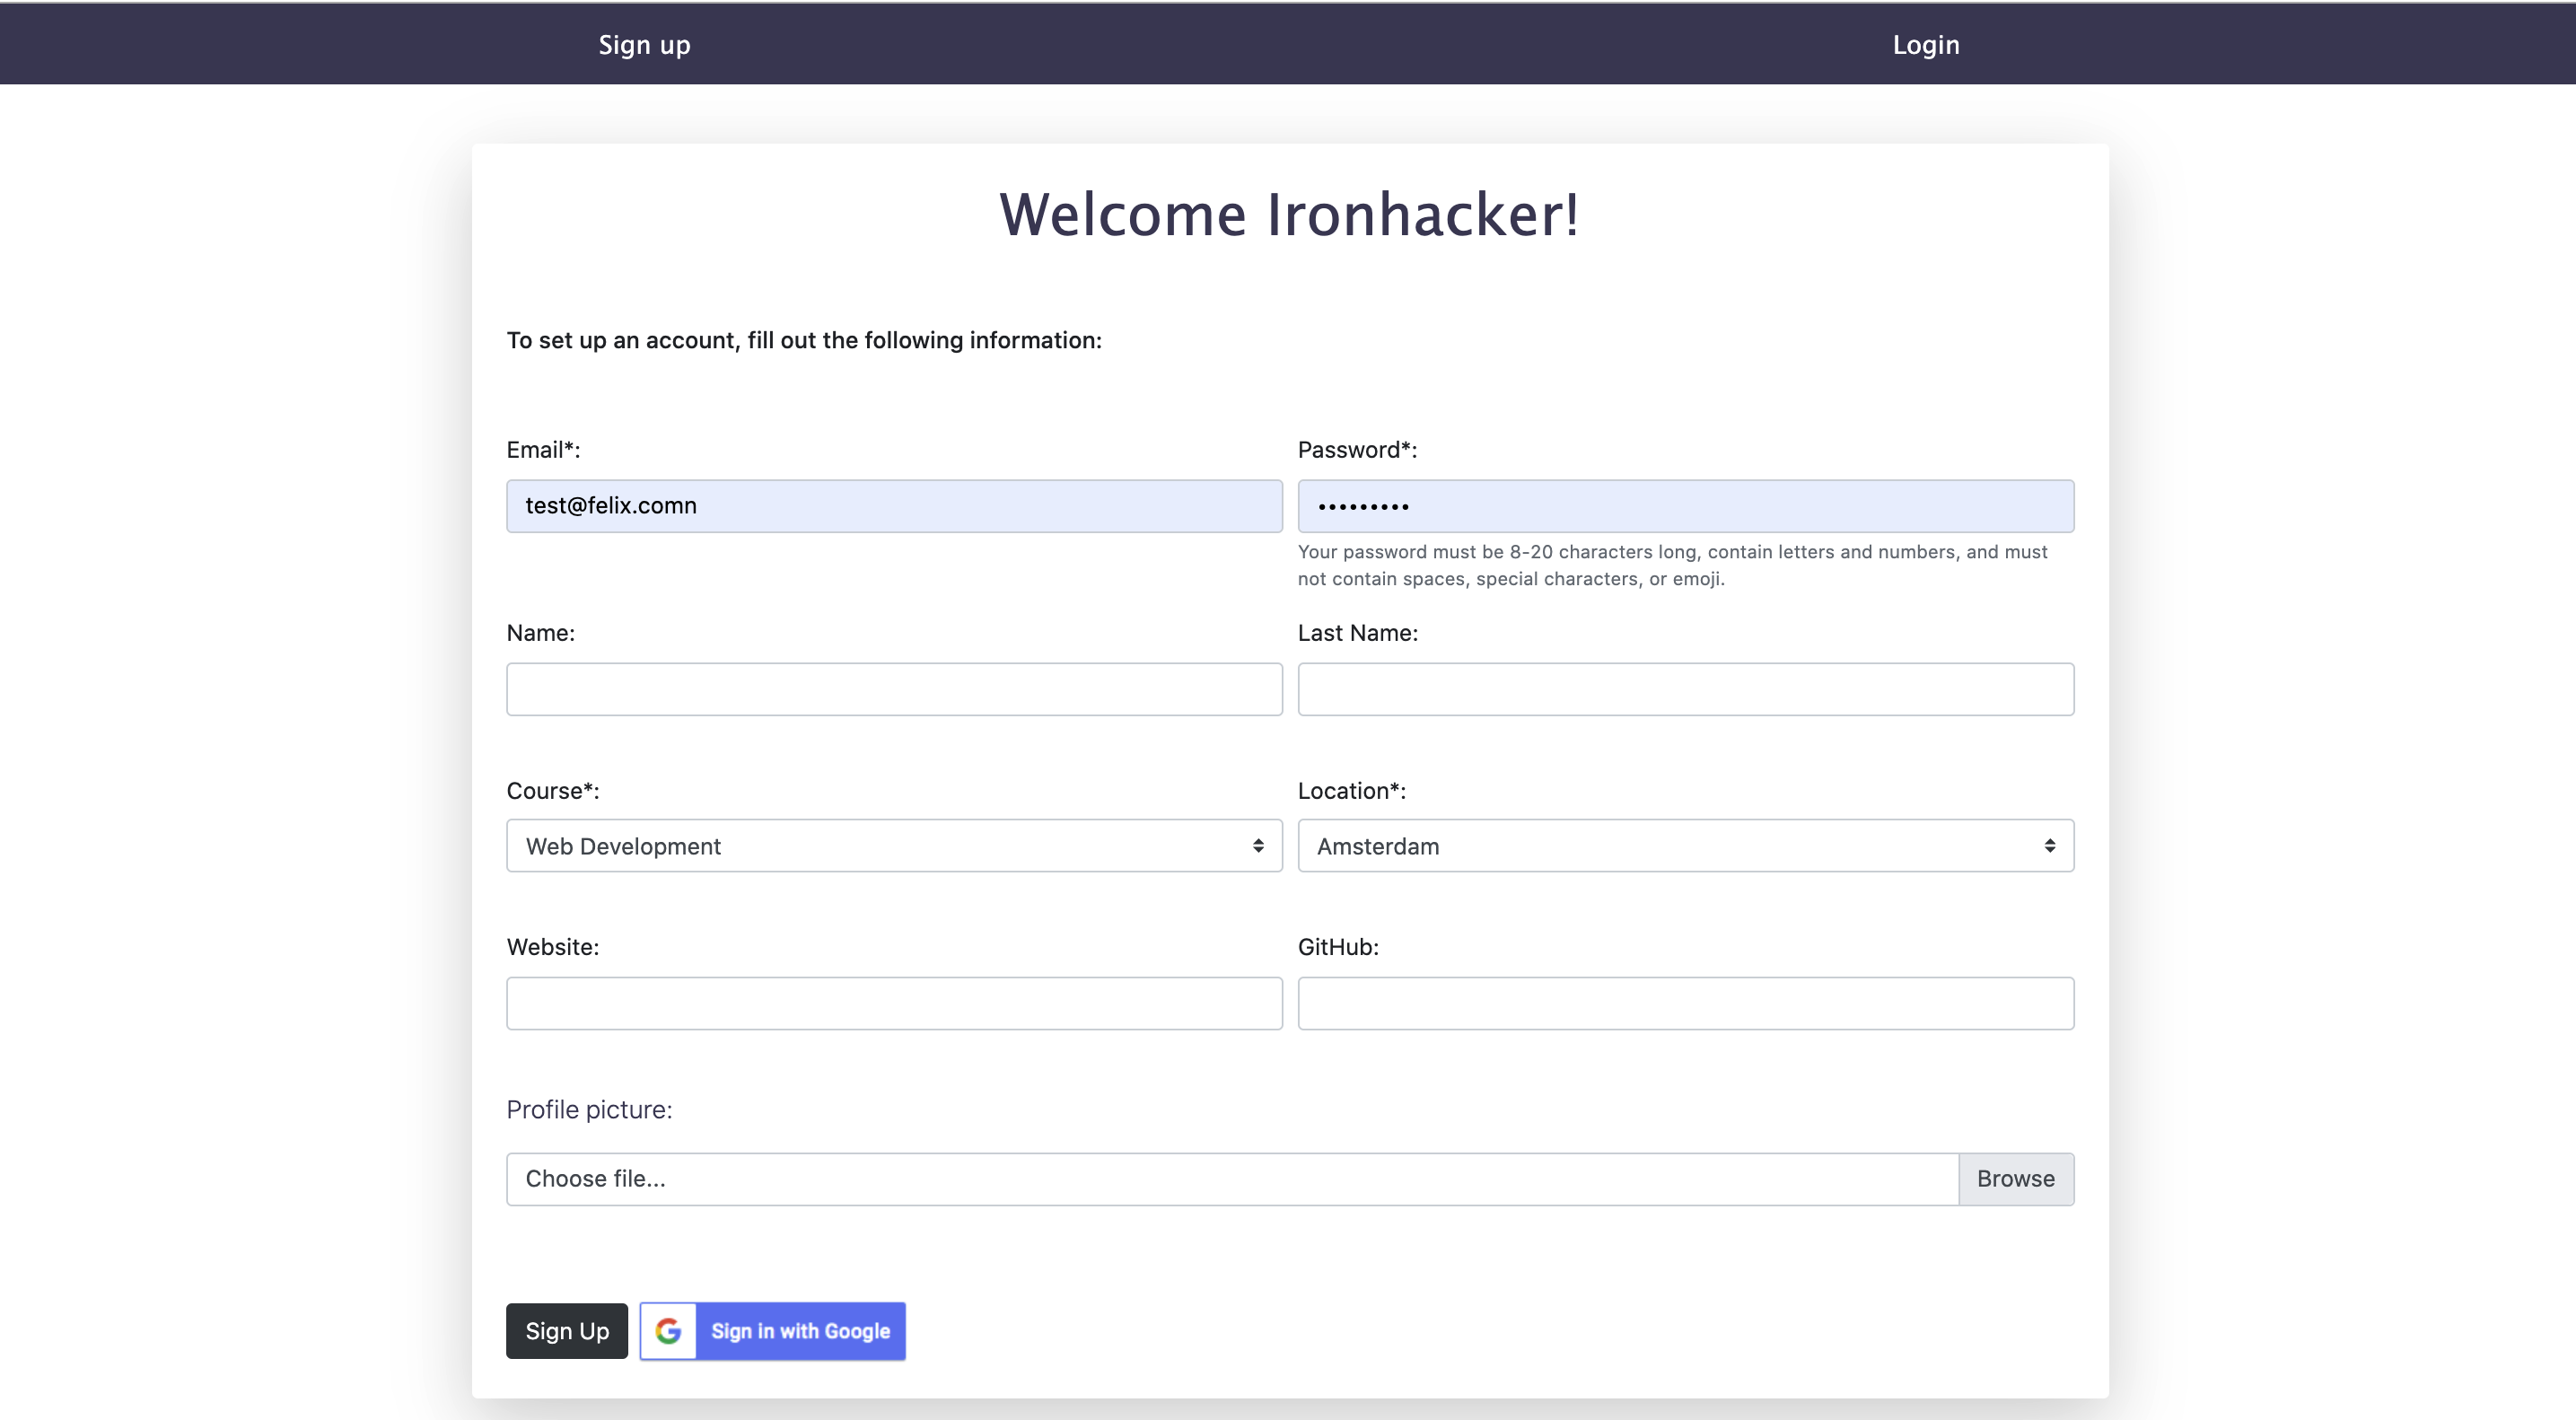 Sign up
Login
Welcome Ironhacker!
To set up an account, fill out the following information:
Email*:
Password*:
test@felix.comn
•••••••••
Your password must be 8-20 characters long, contain letters and numbers, and must
not contain spaces, special characters, or emoji.
Name:
Last Name:
Course*:
Location*:
Web Development
Amsterdam
Website:
GitHub:
Profile picture:
Choose file...
Browse
Sign Up
G
Sign in with Google